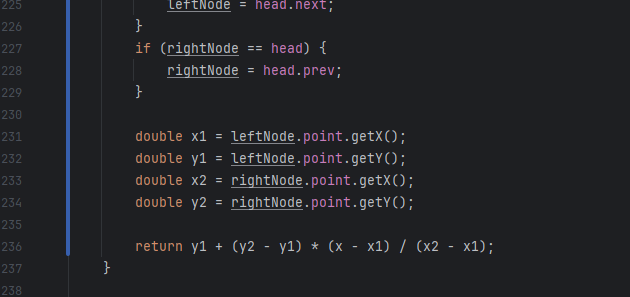 225 leftNode = head.next;
226 }
227 if (rightNode == head) {
228 rightNode = head.prev;
229 }
230
231 double x1 = leftNode.point.getX();
232 double y1 = leftNode.point.getY();
233 double x2 = rightNode.point.getX();
234 double y2 = rightNode.point.getY();
235
236 return y1 + (y2 - y1) * (x - x1) / (x2 - x1);
237 }
238